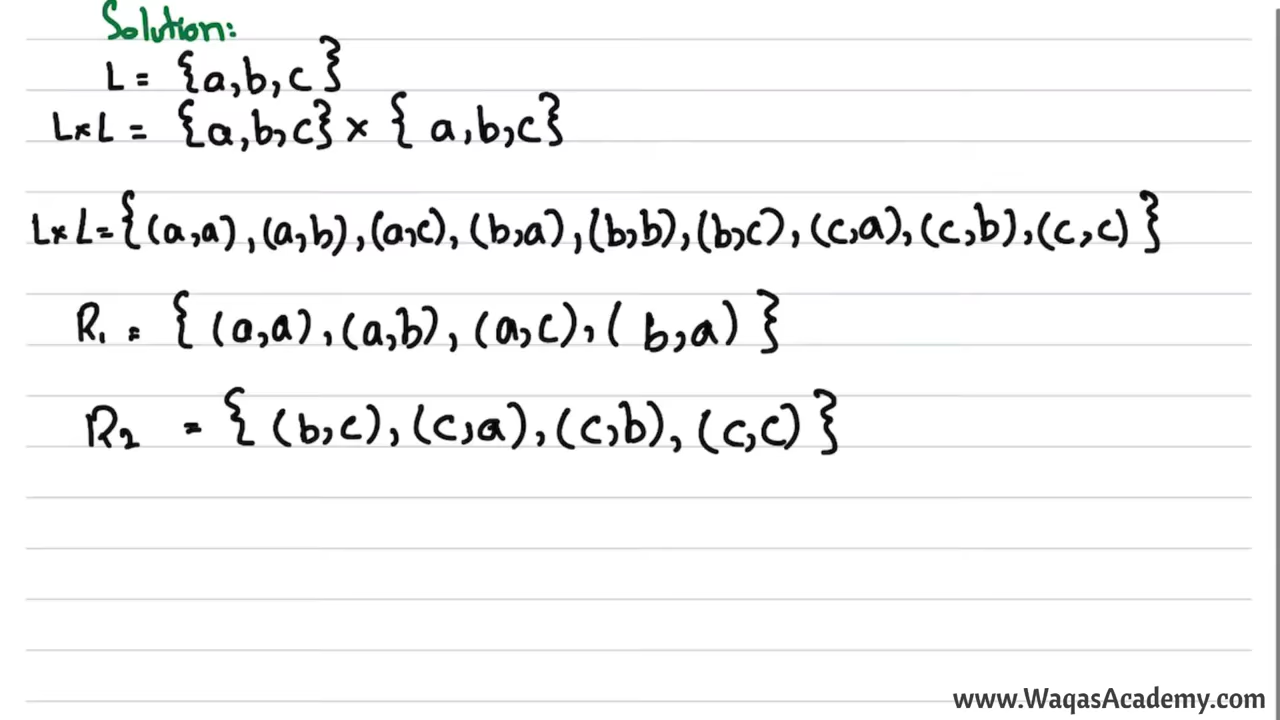 Solution:
L = {a,b,c}
L×L = {a,b,c} × { a,b,c}
L×L={(a,a),(a,b),(a,c),(b,a),(b,b),(b,c),(c,a),(c,b),(c,c)}
R₁ = { (a,a),(a,b),(a,c),( b,a) }
R₂ = { (b,c),(c,a),(c,b),(c,c)}
www.WaqasAcademy.com